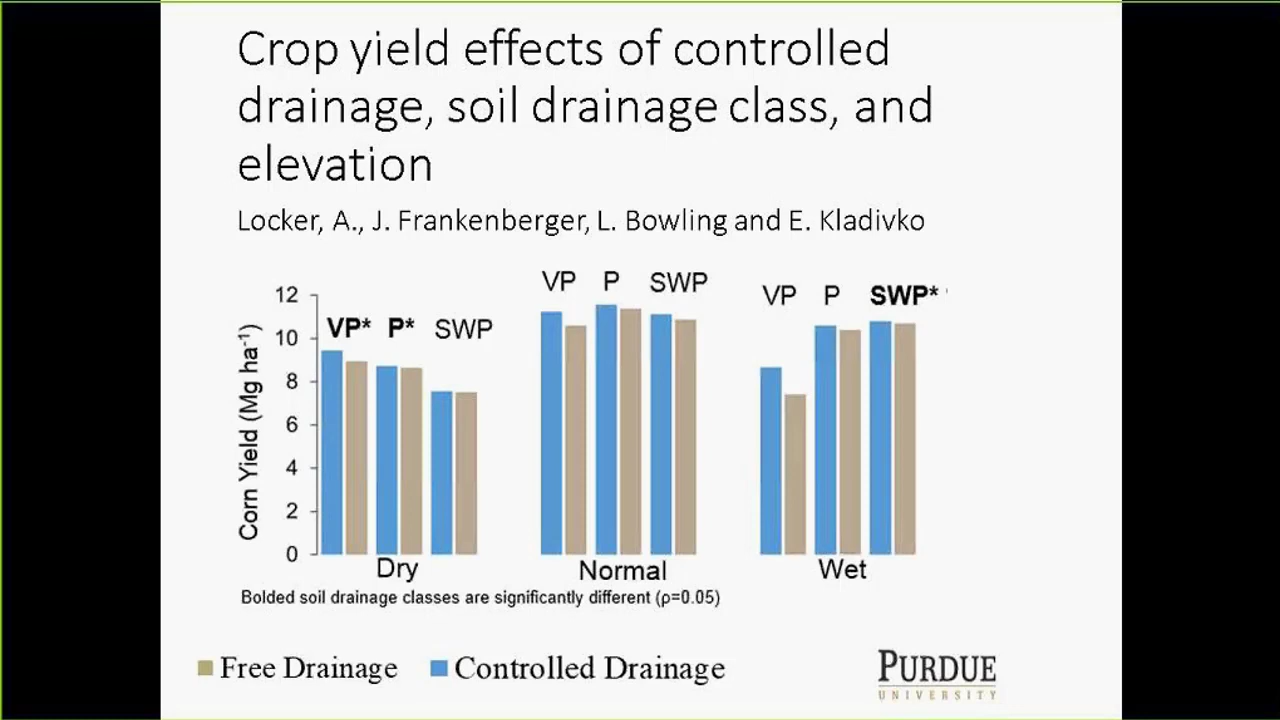 Crop yield effects of controlled
drainage, soil drainage class, and
elevation
Locker, A., J. Frankenberger, L. Bowling and E. Kladivko
VP P SWP
VP P SWP*
VP* P* SWP
Corn Yield (Mg ha-1)
12
10
8
6
4
2
0
Dry Normal Wet
Bolded soil drainage classes are significantly different (ρ=0.05)
Free Drainage Controlled Drainage
PURDUE
UNIVERSITY